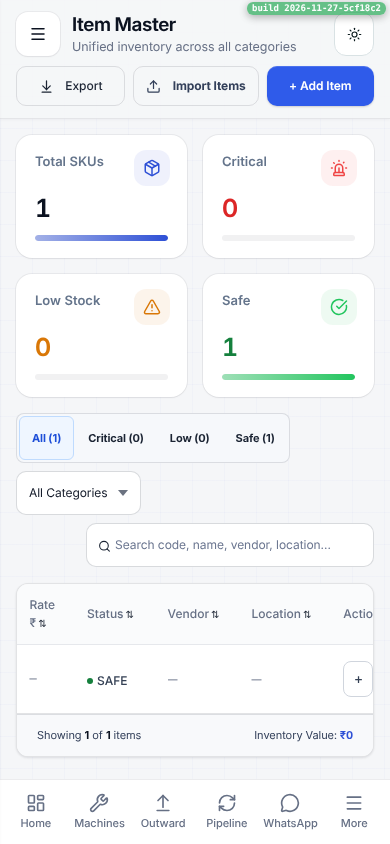 build 2026-11-27-5cf18c2
Item Master
Unified inventory across all categories
Export
Import Items
+ Add Item
Total SKUs
1
Critical
0
Low Stock
0
Safe
1
All (1)
Critical (0)
Low (0)
Safe (1)
All Categories
Search code, name, vendor, location...
Rate
₹ ⇅
Status ⇅
Vendor ⇅
Location ⇅
Actio
—
SAFE
—
—
+
Showing 1 of 1 items
Inventory Value: ₹0
Home
Machines
Outward
Pipeline
WhatsApp
More